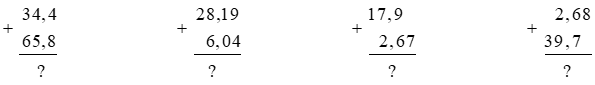 34,4 28,19 17,9 2,68
+ + + +
65,8 6,04 2,67 39,7
? ? ? ?